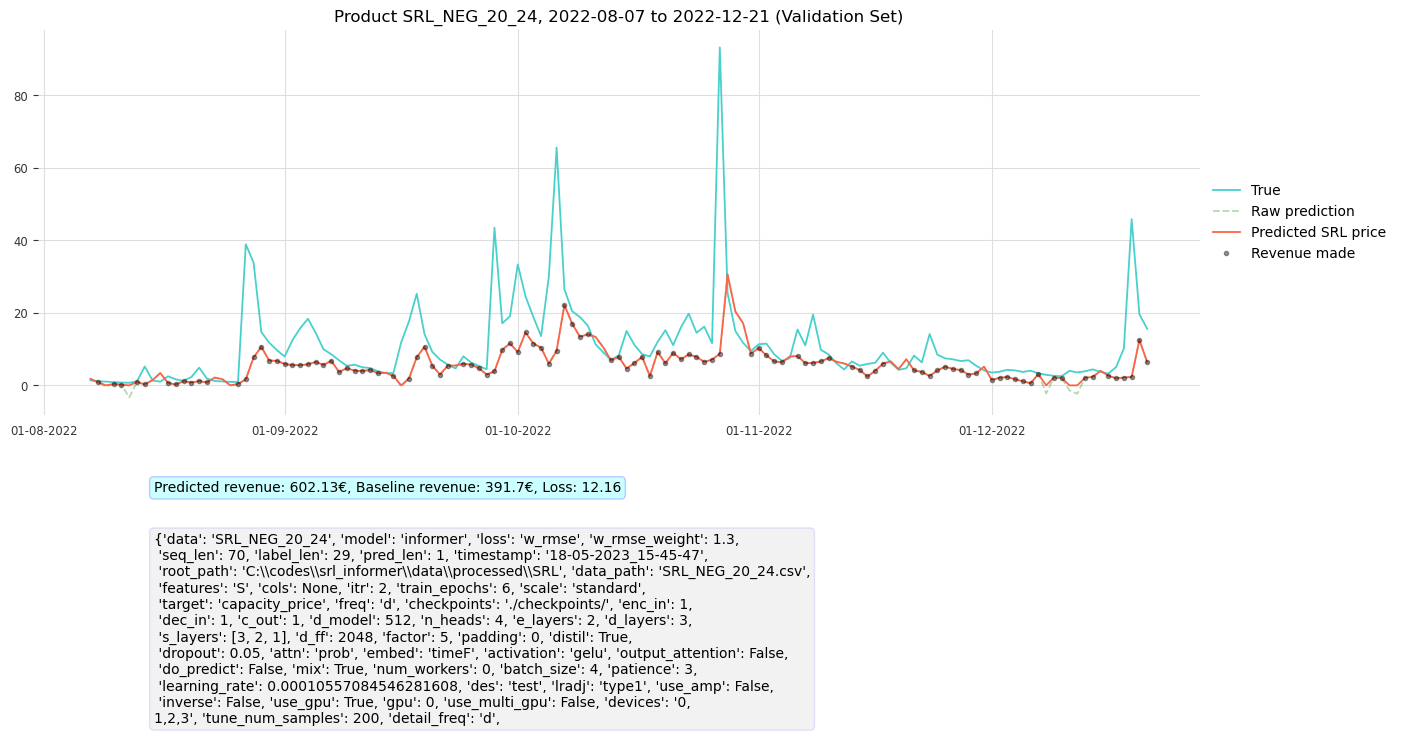 Product SRL_NEG_20_24, 2022-08-07 to 2022-12-21 (Validation Set)
80
60
40
20
0
01-08-2022
01-09-2022
01-10-2022
01-11-2022
01-12-2022
True
Raw prediction
Predicted SRL price
Revenue made
Predicted revenue: 602.13€, Baseline revenue: 391.7€, Loss: 12.16
{'data': 'SRL_NEG_20_24', 'model': 'informer', 'loss': 'w_rmse', 'w_rmse_weight': 1.3,
'seq_len': 70, 'label_len': 29, 'pred_len': 1, 'timestamp': '18-05-2023_15-45-47',
'root_path': 'C:\\codes\\srl_informer\\data\\processed\\SRL', 'data_path': 'SRL_NEG_20_24.csv',
'features': 'S', 'cols': None, 'itr': 2, 'train_epochs': 6, 'scale': 'standard',
'target': 'capacity_price', 'freq': 'd', 'checkpoints': './checkpoints/', 'enc_in': 1,
'dec_in': 1, 'c_out': 1, 'd_model': 512, 'n_heads': 4, 'e_layers': 2, 'd_layers': 3,
's_layers': [3, 2, 1], 'd_ff': 2048, 'factor': 5, 'padding': 0, 'distil': True,
'dropout': 0.05, 'attn': 'prob', 'embed': 'timeF', 'activation': 'gelu', 'output_attention': False,
'do_predict': False, 'mix': True, 'num_workers': 0, 'batch_size': 4, 'patience': 3,
'learning_rate': 0.00010557084546281608, 'des': 'test', 'lradj': 'type1', 'use_amp': False,
'inverse': False, 'use_gpu': True, 'gpu': 0, 'use_multi_gpu': False, 'devices': '0,
1,2,3', 'tune_num_samples': 200, 'detail_freq': 'd',